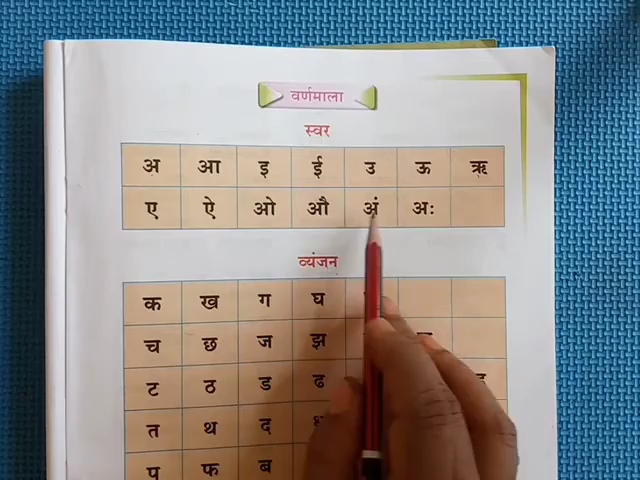 वर्णमाला
स्वर
अ आ इ ई उ ऊ ऋ
ए ऐ ओ औ अं अः
व्यंजन
क ख ग घ
च छ ज झ
ट ठ ड ढ
त थ द ध
प फ ब